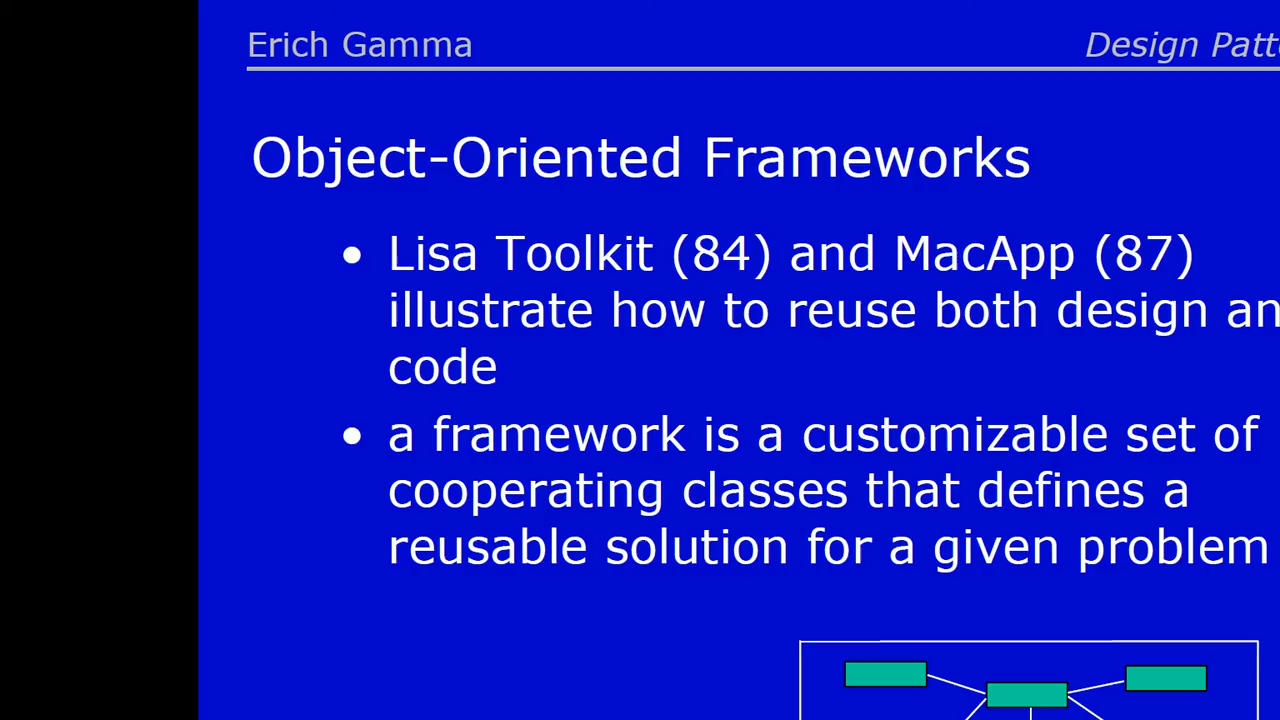 Erich Gamma
Design
Object-Oriented Frameworks
• Lisa Toolkit (84) and MacApp (87)
illustrate how to reuse both design
code
• a framework is a customizable set of
cooperating classes that defines a
reusable solution for a given problem